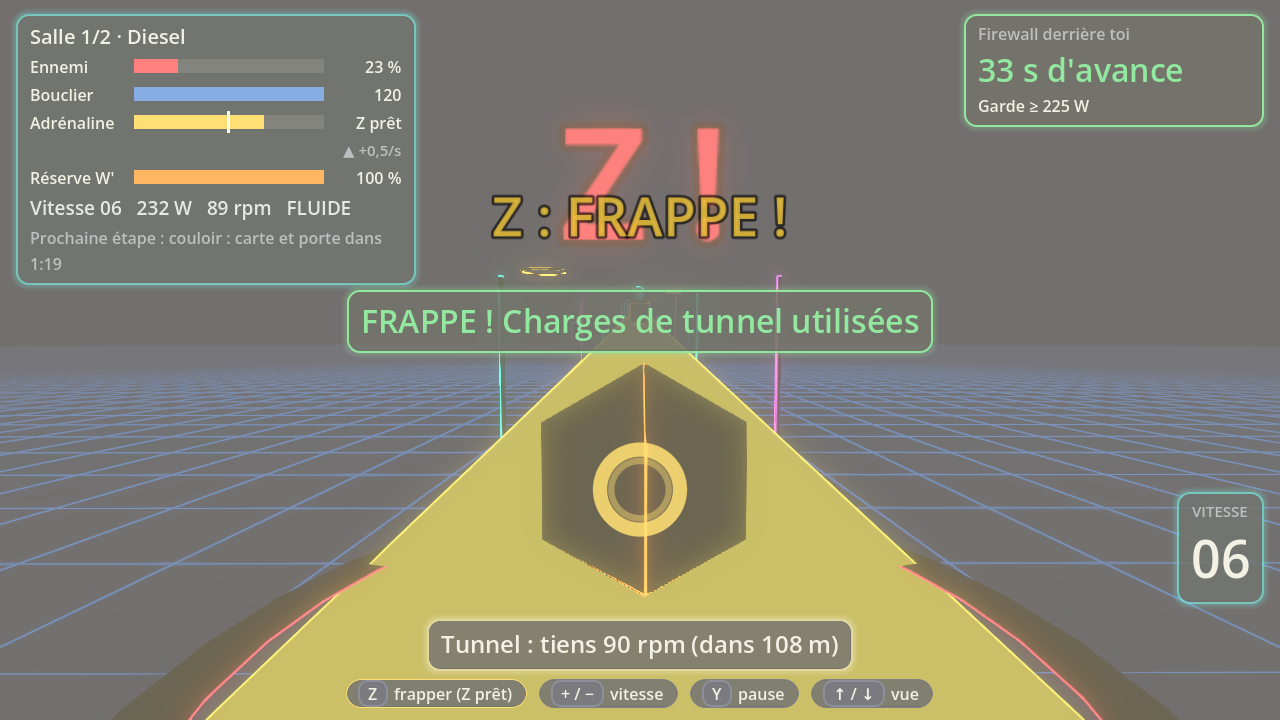 Salle 1/2 · Diesel
Ennemi 23 %
Bouclier 120
Adrénaline Z prêt
▲ +0,5/s
Réserve W' 100 %
Vitesse 06 232 W 89 rpm FLUIDE
Prochaine étape : couloir : carte et porte dans
1:19
Firewall derrière toi
33 s d'avance
Garde ≥ 225 W
Z !
Z : FRAPPE !
FRAPPE ! Charges de tunnel utilisées
VITESSE
06
Tunnel : tiens 90 rpm (dans 108 m)
Z frapper (Z prêt) + / − vitesse Y pause ↑ / ↓ vue